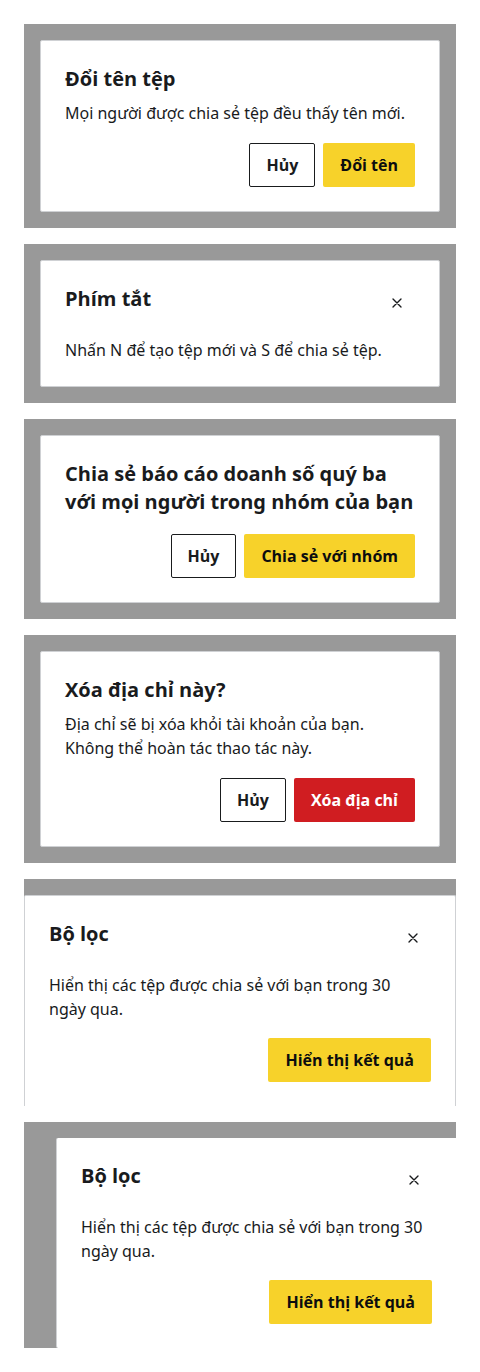 Đổi tên tệp
Mọi người được chia sẻ tệp đều thấy tên mới.
Hủy
Đổi tên
Phím tắt
Nhấn N để tạo tệp mới và S để chia sẻ tệp.
Chia sẻ báo cáo doanh số quý ba
với mọi người trong nhóm của bạn
Hủy
Chia sẻ với nhóm
Xóa địa chỉ này?
Địa chỉ sẽ bị xóa khỏi tài khoản của bạn.
Không thể hoàn tác thao tác này.
Hủy
Xóa địa chỉ
Bộ lọc
Hiển thị các tệp được chia sẻ với bạn trong 30
ngày qua.
Hiển thị kết quả
Bộ lọc
Hiển thị các tệp được chia sẻ với bạn trong 30
ngày qua.
Hiển thị kết quả